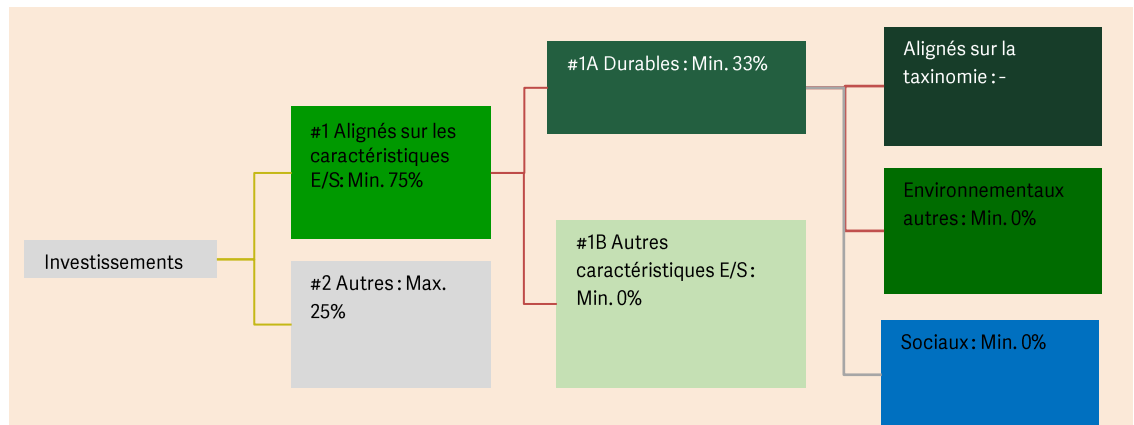 Investissements
#1 Alignés sur les
caractéristiques
E/S: Min. 75%
#2 Autres : Max.
25%
#1A Durables : Min. 33%
#1B Autres
caractéristiques E/S :
Min. 0%
Alignés sur la
taxinomie : -
Environnementaux
autres : Min. 0%
Sociaux : Min. 0%